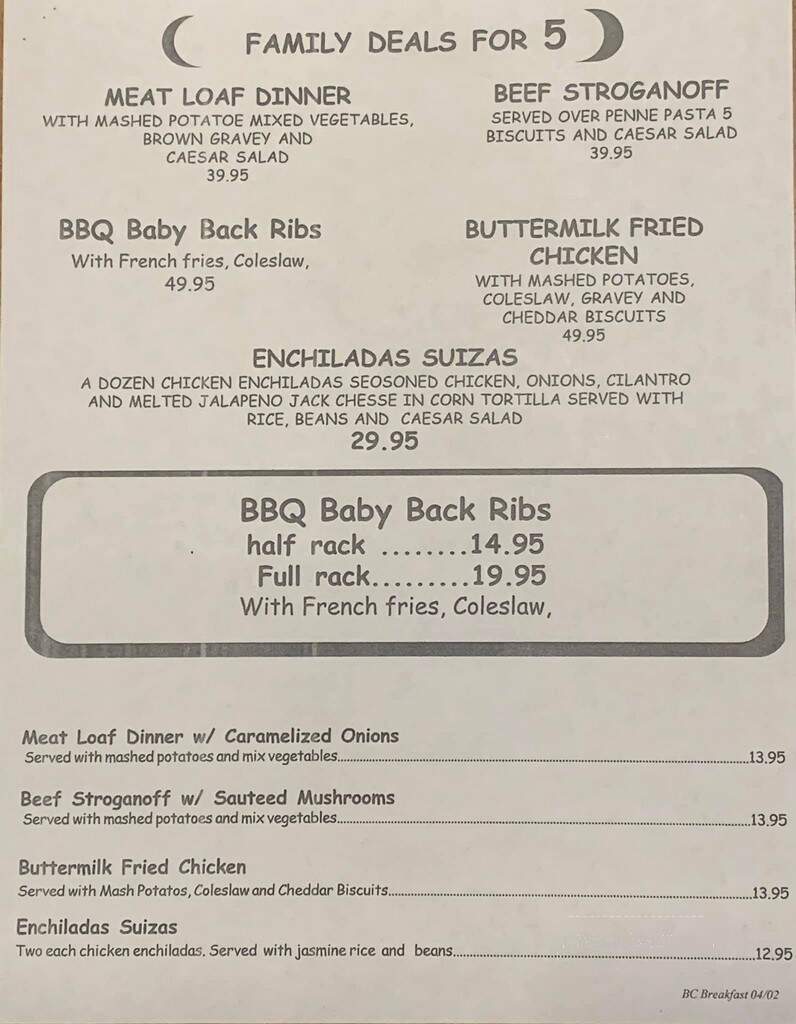 FAMILY DEALS FOR 5
MEAT LOAF DINNER
WITH MASHED POTATOE MIXED VEGETABLES,
BROWN GRAVEY AND
CAESAR SALAD
39.95
BEEF STROGANOFF
SERVED OVER PENNE PASTA 5
BISCUITS AND CAESAR SALAD
39.95
BBQ Baby Back Ribs
With French fries, Coleslaw,
49.95
BUTTERMILK FRIED
CHICKEN
WITH MASHED POTATOES,
COLESLAW, GRAVEY AND
CHEDDAR BISCUITS
49.95
ENCHILADAS SUIZAS
A DOZEN CHICKEN ENCHILADAS SEOSONED CHICKEN, ONIONS, CILANTRO
AND MELTED JALAPENO JACK CHESSE IN CORN TORTILLA SERVED WITH
RICE, BEANS AND CAESAR SALAD
29.95
BBQ Baby Back Ribs
half rack ........14.95
Full rack.........19.95
With French fries, Coleslaw,
Meat Loaf Dinner w/ Caramelized Onions
Served with mashed potatoes and mix vegetables...13.95
Beef Stroganoff w/ Sauteed Mushrooms
Served with mashed potatoes and mix vegetables...13.95
Buttermilk Fried Chicken
Served with Mash Potatos, Coleslaw and Cheddar Biscuits...13.95
Enchiladas Suizas
Two each chicken enchiladas. Served with jasmine rice and beans...12.95
BC Breakfast 04/02